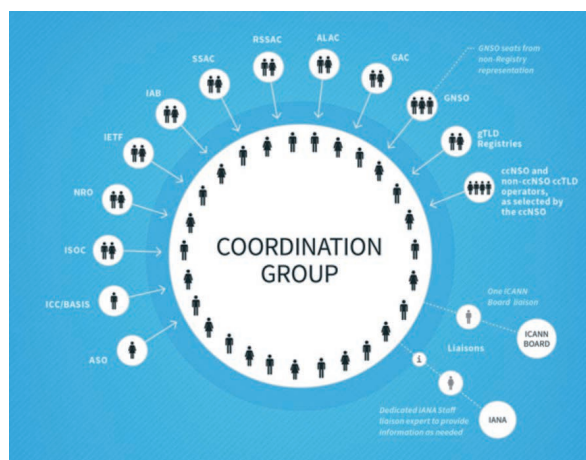 RSSAC
ALAC
SSAC
GAC
GNSO seats from
non-Registry
representation
IAB
GNSO
IETF
gTLD
Registries
NRO
ccNSO and
non-ccNSO ccTLD
operators,
as selected by
the ccNSO
ISOC
COORDINATION
GROUP
ICC/BASIS
One ICANN
Board liaison
ICANN
BOARD
ASO
Liaisons
i
Dedicated IANA Staff
liaison expert to provide
information as needed
IANA